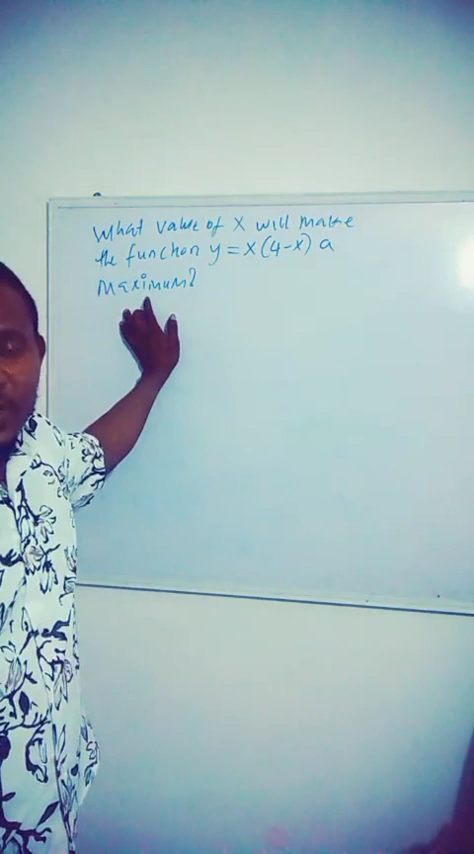 What value of X will make
the function y = x(4-x) a
Maximum?